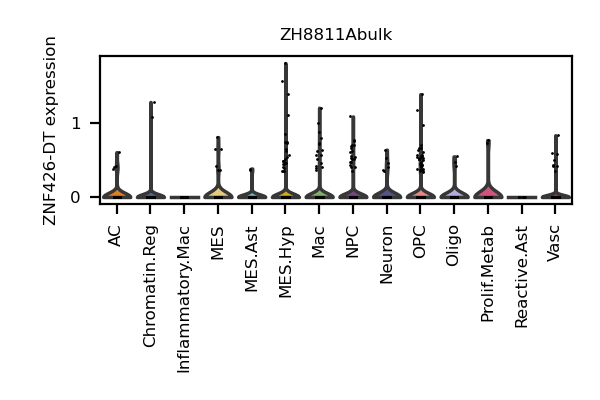 ZH8811Abulk
ZNF426-DT expression
1
0
AC
Chromatin.Reg
Inflammatory.Mac
MES
MES.Ast
MES.Hyp
Mac
NPC
Neuron
OPC
Oligo
Prolif.Metab
Reactive.Ast
Vasc